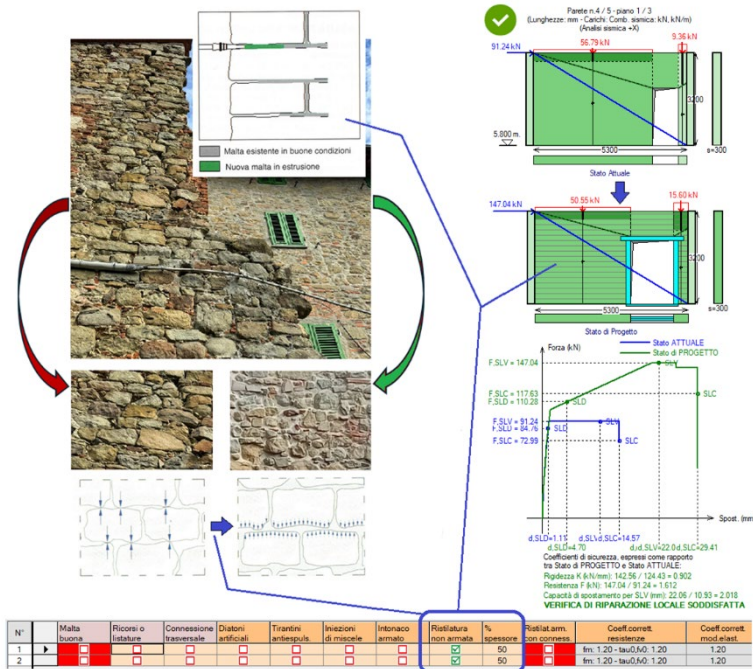 Malta esistente in buone condizioni
Nuova malta in estrusione
Parete n.4 / 5 - piano 1 / 3
(Lunghezze: mm - Carichi: Comb. sismica: kN, kN/m)
(Analisi sismica +X)
91.24 kN
56.79 kN
9.36 kN
3200
5.800 m.
5300
s=300
Stato Attuale
147.04 kN
50.55 kN
15.60 kN
3200
5300
s=300
Stato di Progetto
Forza (kN)
Stato ATTUALE
Stato di PROGETTO
F,SLV = 147.04
SLV
F,SLC = 117.63
SLC
F,SLD = 110.28
SLD
F,SLV = 91.24
SLV
F,SLD = 84.76
SLD
F,SLC = 72.99
SLC
Spost. (mm)
d,SLD=1.11
d,SLC=14.57
d,SLC=29.41
d,SLD=4.70
Coefficienti di sicurezza, espressi come rapporto
tra Stato di PROGETTO e Stato ATTUALE:
Rigidezza K (kN/mm): 142.56 / 124.43 = 0.902
Resistenza F (kN): 147.04 / 91.24 = 1.612
Capacità di spostamento per SLV (mm): 22.06 / 10.93 = 2.018
VERIFICA DI RIPARAZIONE LOCALE SODDISFATTA
N° Malta buona Ricorsi o listature Connessione trasversale Diatoni artificiali Tirantini antiespuls. Iniezioni di miscele Intonaco armato Ristilatura non armata % spessore Ristilat.arm. con conness. Coeff.corrett. resistenze Coeff.corrett. mod.elast.
1 50 fm: 1.20 - tau0,fv0: 1.20 1.20
2 50 fm: 1.20 - tau0,fv0: 1.20 1.20